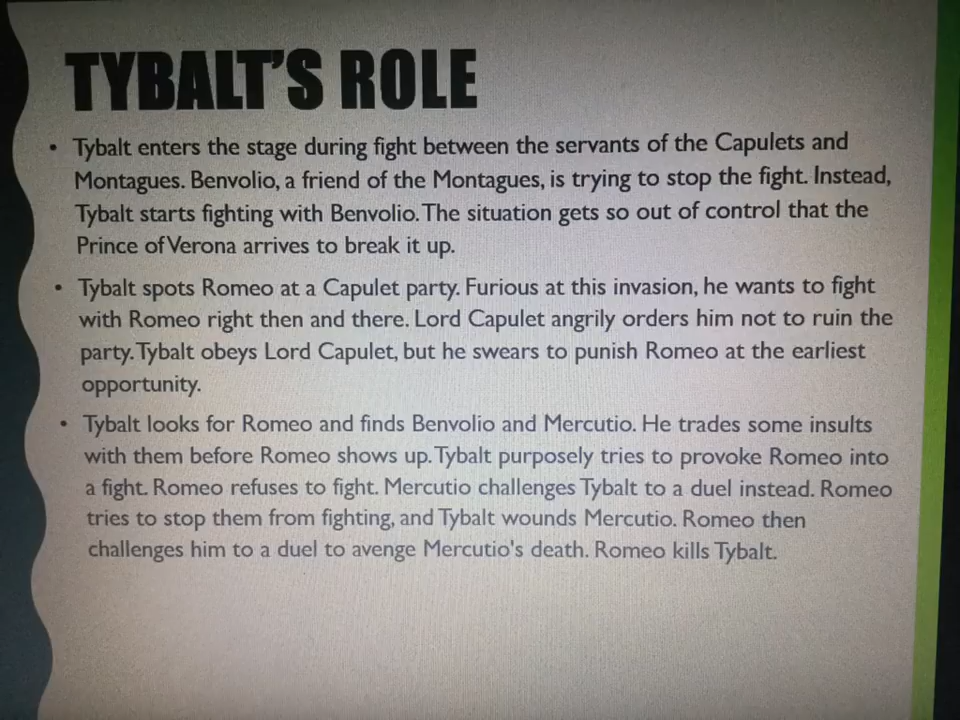 TYBALT'S ROLE
• Tybalt enters the stage during fight between the servants of the Capulets and
Montagues. Benvolio, a friend of the Montagues, is trying to stop the fight. Instead,
Tybalt starts fighting with Benvolio. The situation gets so out of control that the
Prince of Verona arrives to break it up.
• Tybalt spots Romeo at a Capulet party. Furious at this invasion, he wants to fight
with Romeo right then and there. Lord Capulet angrily orders him not to ruin the
party. Tybalt obeys Lord Capulet, but he swears to punish Romeo at the earliest
opportunity.
• Tybalt looks for Romeo and finds Benvolio and Mercutio. He trades some insults
with them before Romeo shows up. Tybalt purposely tries to provoke Romeo into
a fight. Romeo refuses to fight. Mercutio challenges Tybalt to a duel instead. Romeo
tries to stop them from fighting, and Tybalt wounds Mercutio. Romeo then
challenges him to a duel to avenge Mercutio's death. Romeo kills Tybalt.